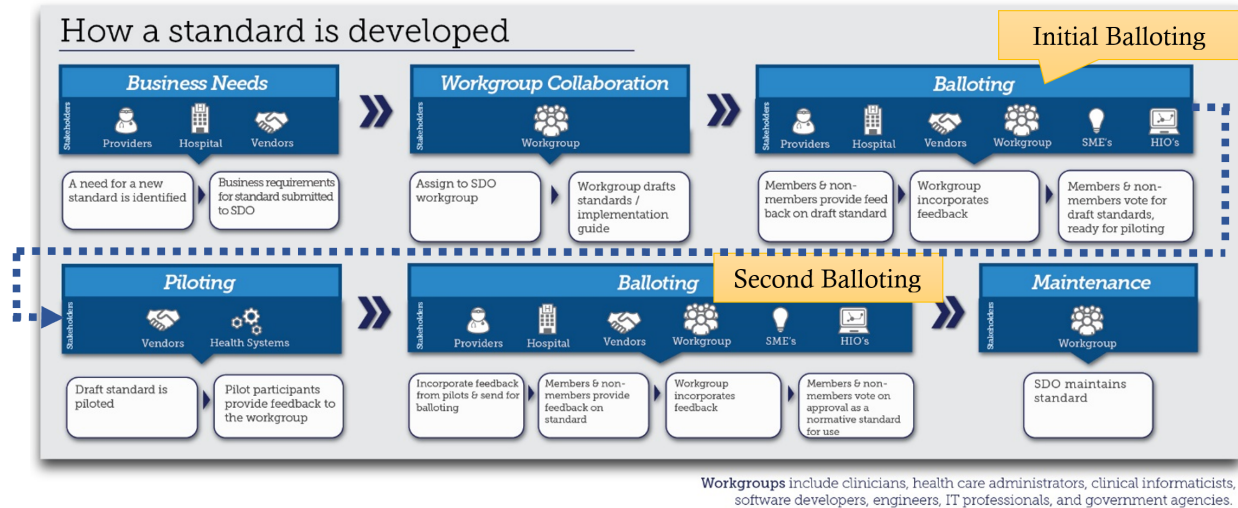 How a standard is developed
Initial Balloting
Business Needs
Stakeholders
Providers
Hospital
Vendors
A need for a new
standard is identified
Business requirements
for standard submitted
to SDO
Workgroup Collaboration
Stakeholders
Workgroup
Assign to SDO
workgroup
Workgroup drafts
standards /
implementation
guide
Balloting
Stakeholders
Providers
Hospital
Vendors
Workgroup
SME's
HIO's
Members & non-
members provide feed
back on draft standard
Workgroup
incorporates
feedback
Members & non-
members vote for
draft standards,
ready for piloting
Piloting
Stakeholders
Vendors
Health Systems
Draft standard is
piloted
Pilot participants
provide feedback to
the workgroup
Balloting
Second Balloting
Stakeholders
Providers
Hospital
Vendors
Workgroup
SME's
HIO's
Incorporate feedback
from pilots & send for
balloting
Members & non-
members provide
feedback on
standard
Workgroup
incorporates
feedback
Members & non-
members vote on
approval as a
normative standard
for use
Maintenance
Stakeholders
Workgroup
SDO maintains
standard
Workgroups include clinicians, health care administrators, clinical informaticists,
software developers, engineers, IT professionals, and government agencies.